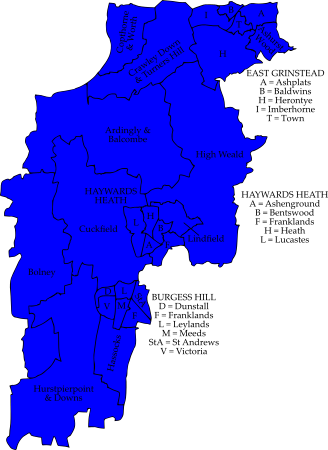 Copthorne
& Worth
Crawley Down
& Turners Hill
T
A
H
EAST GRINSTEAD
A = Ashplats
B = Baldwins
H = Herontye
I = Imberhorne
T = Town
Ardingly &
Balcombe
High Weald
HAYWARDS
HEATH
HAYWARDS HEATH
A = Ashenground
B = Bentswood
F = Franklands
H = Heath
L = Lucastes
H
Cuckfield
L
Lindfield
A
Bolney
BURGESS HILL
D = Dunstall
F = Franklands
L = Leylands
M = Meeds
StA = St Andrews
V = Victoria
V
M
F
Hassocks
Hurstpierpoint
& Downs